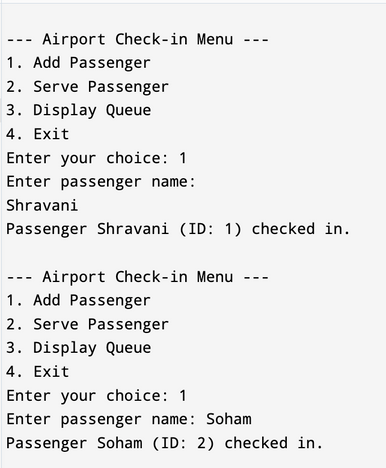 --- Airport Check-in Menu ---
1. Add Passenger
2. Serve Passenger
3. Display Queue
4. Exit
Enter your choice: 1
Enter passenger name:
Shravani
Passenger Shravani (ID: 1) checked in.
--- Airport Check-in Menu ---
1. Add Passenger
2. Serve Passenger
3. Display Queue
4. Exit
Enter your choice: 1
Enter passenger name: Soham
Passenger Soham (ID: 2) checked in.